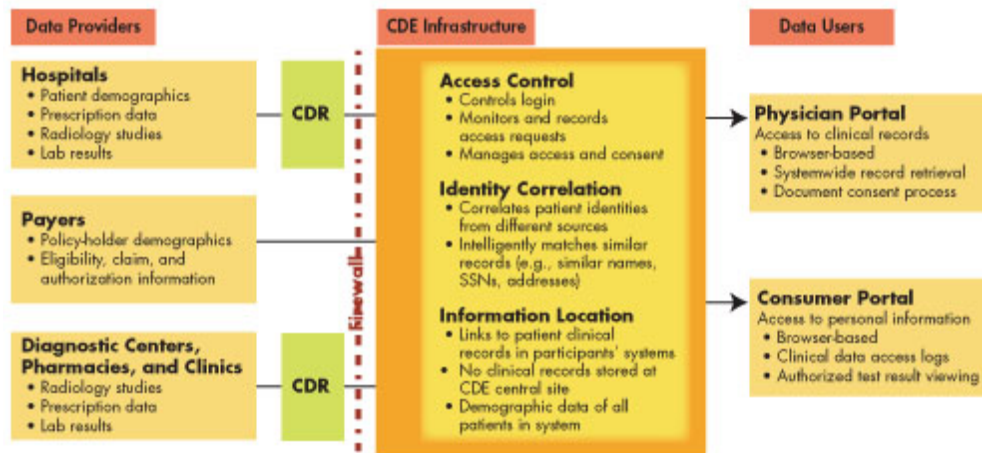 Data Providers
CDE Infrastructure
Data Users
Hospitals
• Patient demographics
• Prescription data
• Radiology studies
• Lab results
CDR
Payers
• Policy-holder demographics
• Eligibility, claim, and
authorization information
Diagnostic Centers,
Pharmacies, and Clinics
• Radiology studies
• Prescription data
• Lab results
CDR
Firewall
Access Control
• Controls login
• Monitors and records
access requests
• Manages access and consent
Identity Correlation
• Correlates patient identities
from different sources
• Intelligently matches similar
records (e.g., similar names,
SSNs, addresses)
Information Location
• Links to patient clinical
records in participants' systems
• No clinical records stored at
CDE central site
• Demographic data of all
patients in system
Physician Portal
Access to clinical records
• Browser-based
• Systemwide record retrieval
• Document consent process
Consumer Portal
Access to personal information
• Browser-based
• Clinical data access logs
• Authorized test result viewing